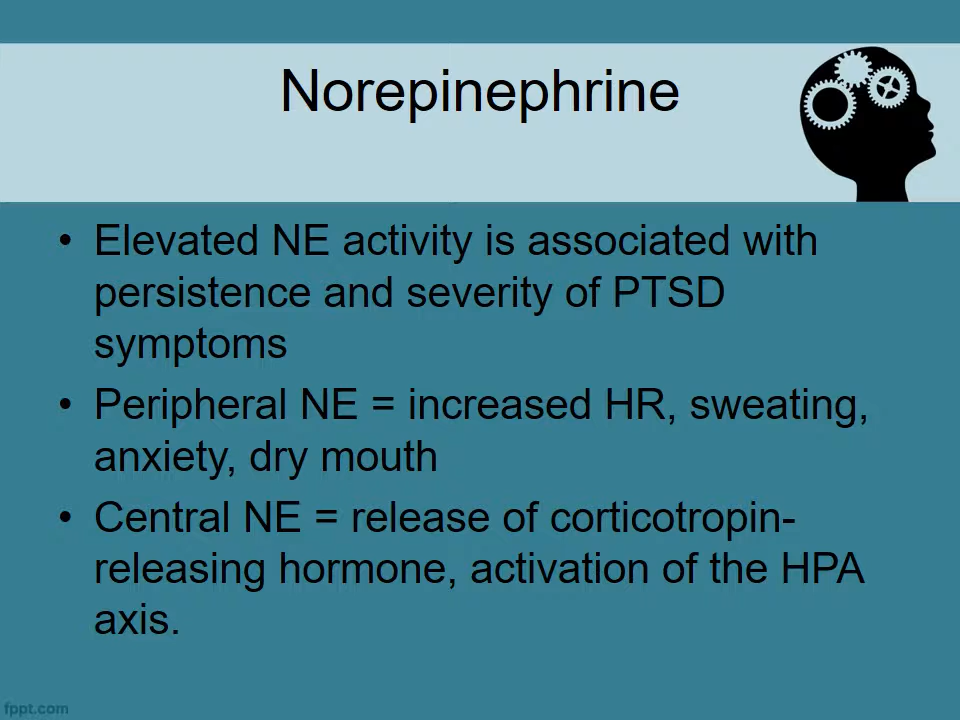 Norepinephrine
• Elevated NE activity is associated with
persistence and severity of PTSD
symptoms
• Peripheral NE = increased HR, sweating,
anxiety, dry mouth
• Central NE = release of corticotropin-
releasing hormone, activation of the HPA
axis.
fppt.com